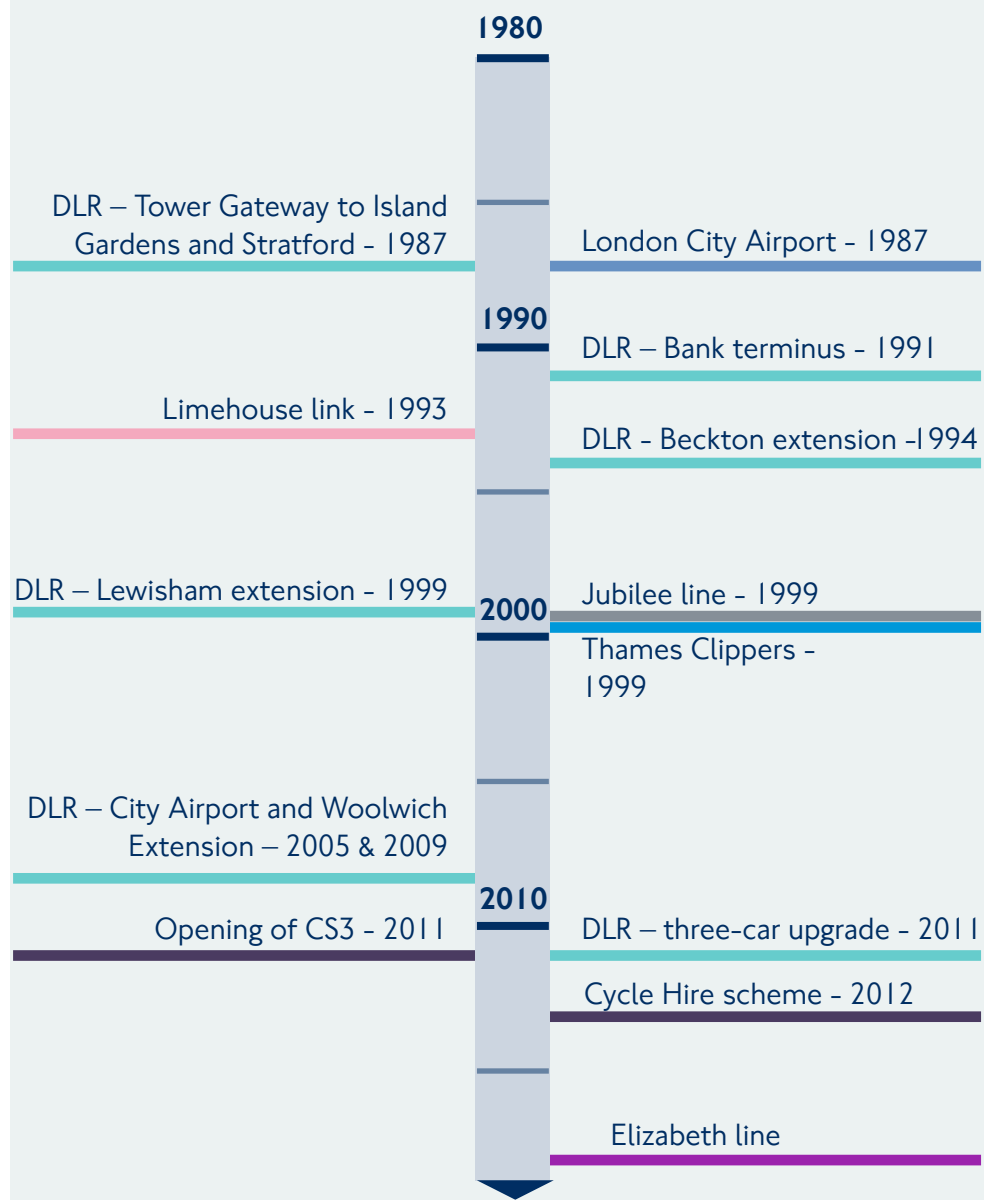 1980
DLR – Tower Gateway to Island
Gardens and Stratford - 1987
London City Airport - 1987
1990
DLR – Bank terminus - 1991
Limehouse link - 1993
DLR - Beckton extension -1994
DLR – Lewisham extension - 1999
Jubilee line - 1999
2000
Thames Clippers -
1999
DLR – City Airport and Woolwich
Extension – 2005 & 2009
2010
Opening of CS3 - 2011
DLR – three-car upgrade - 2011
Cycle Hire scheme - 2012
Elizabeth line